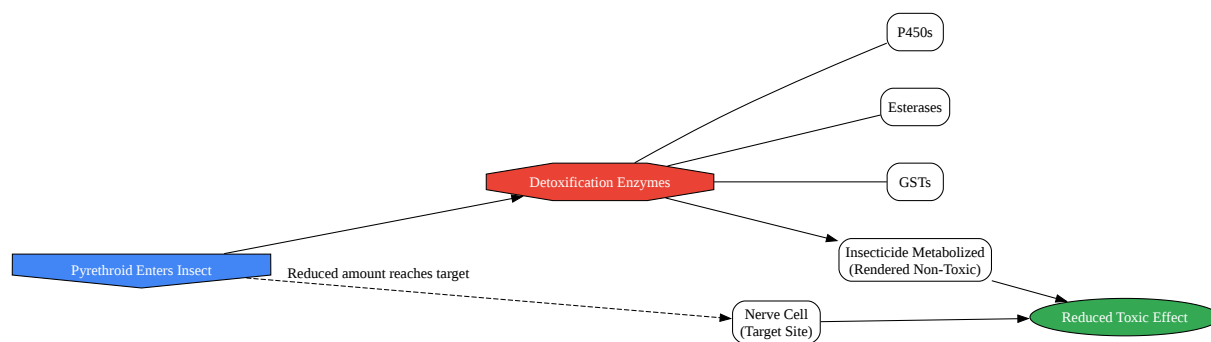 P450s
Esterases
Detoxification Enzymes
GSTs
Insecticide Metabolized
(Rendered Non-Toxic)
Pyrethroid Enters Insect
Reduced amount reaches target
Nerve Cell
(Target Site)
Reduced Toxic Effect